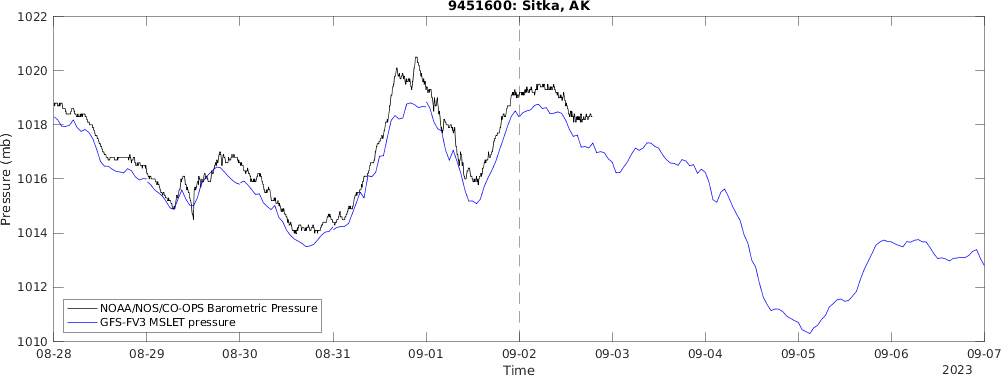 9451600: Sitka, AK
Pressure (mb)
1022
1020
1018
1016
1014
1012
1010
NOAA/NOS/CO-OPS Barometric Pressure
GFS-FV3 MSLET pressure
08-28 08-29 08-30 08-31 09-01 09-02 09-03 09-04 09-05 09-06 09-07
Time
2023